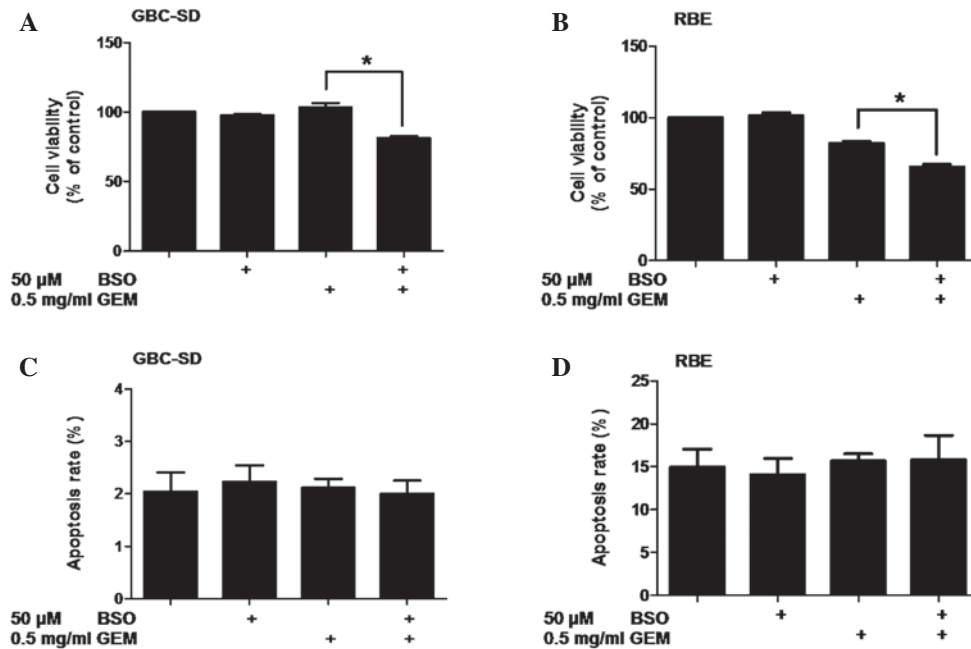 A
GBC-SD
Cell viability
(% of control)
150
100
50
0
*
50 µM BSO + +
0.5 mg/ml GEM + +
B
RBE
Cell viability
(% of control)
150
100
50
0
*
50 µM BSO + +
0.5 mg/ml GEM + +
C
GBC-SD
Apoptosis rate (%)
4
3
2
1
0
50 µM BSO + +
0.5 mg/ml GEM + +
D
RBE
Apoptosis rate (%)
25
20
15
10
5
0
50 µM BSO + +
0.5 mg/ml GEM + +